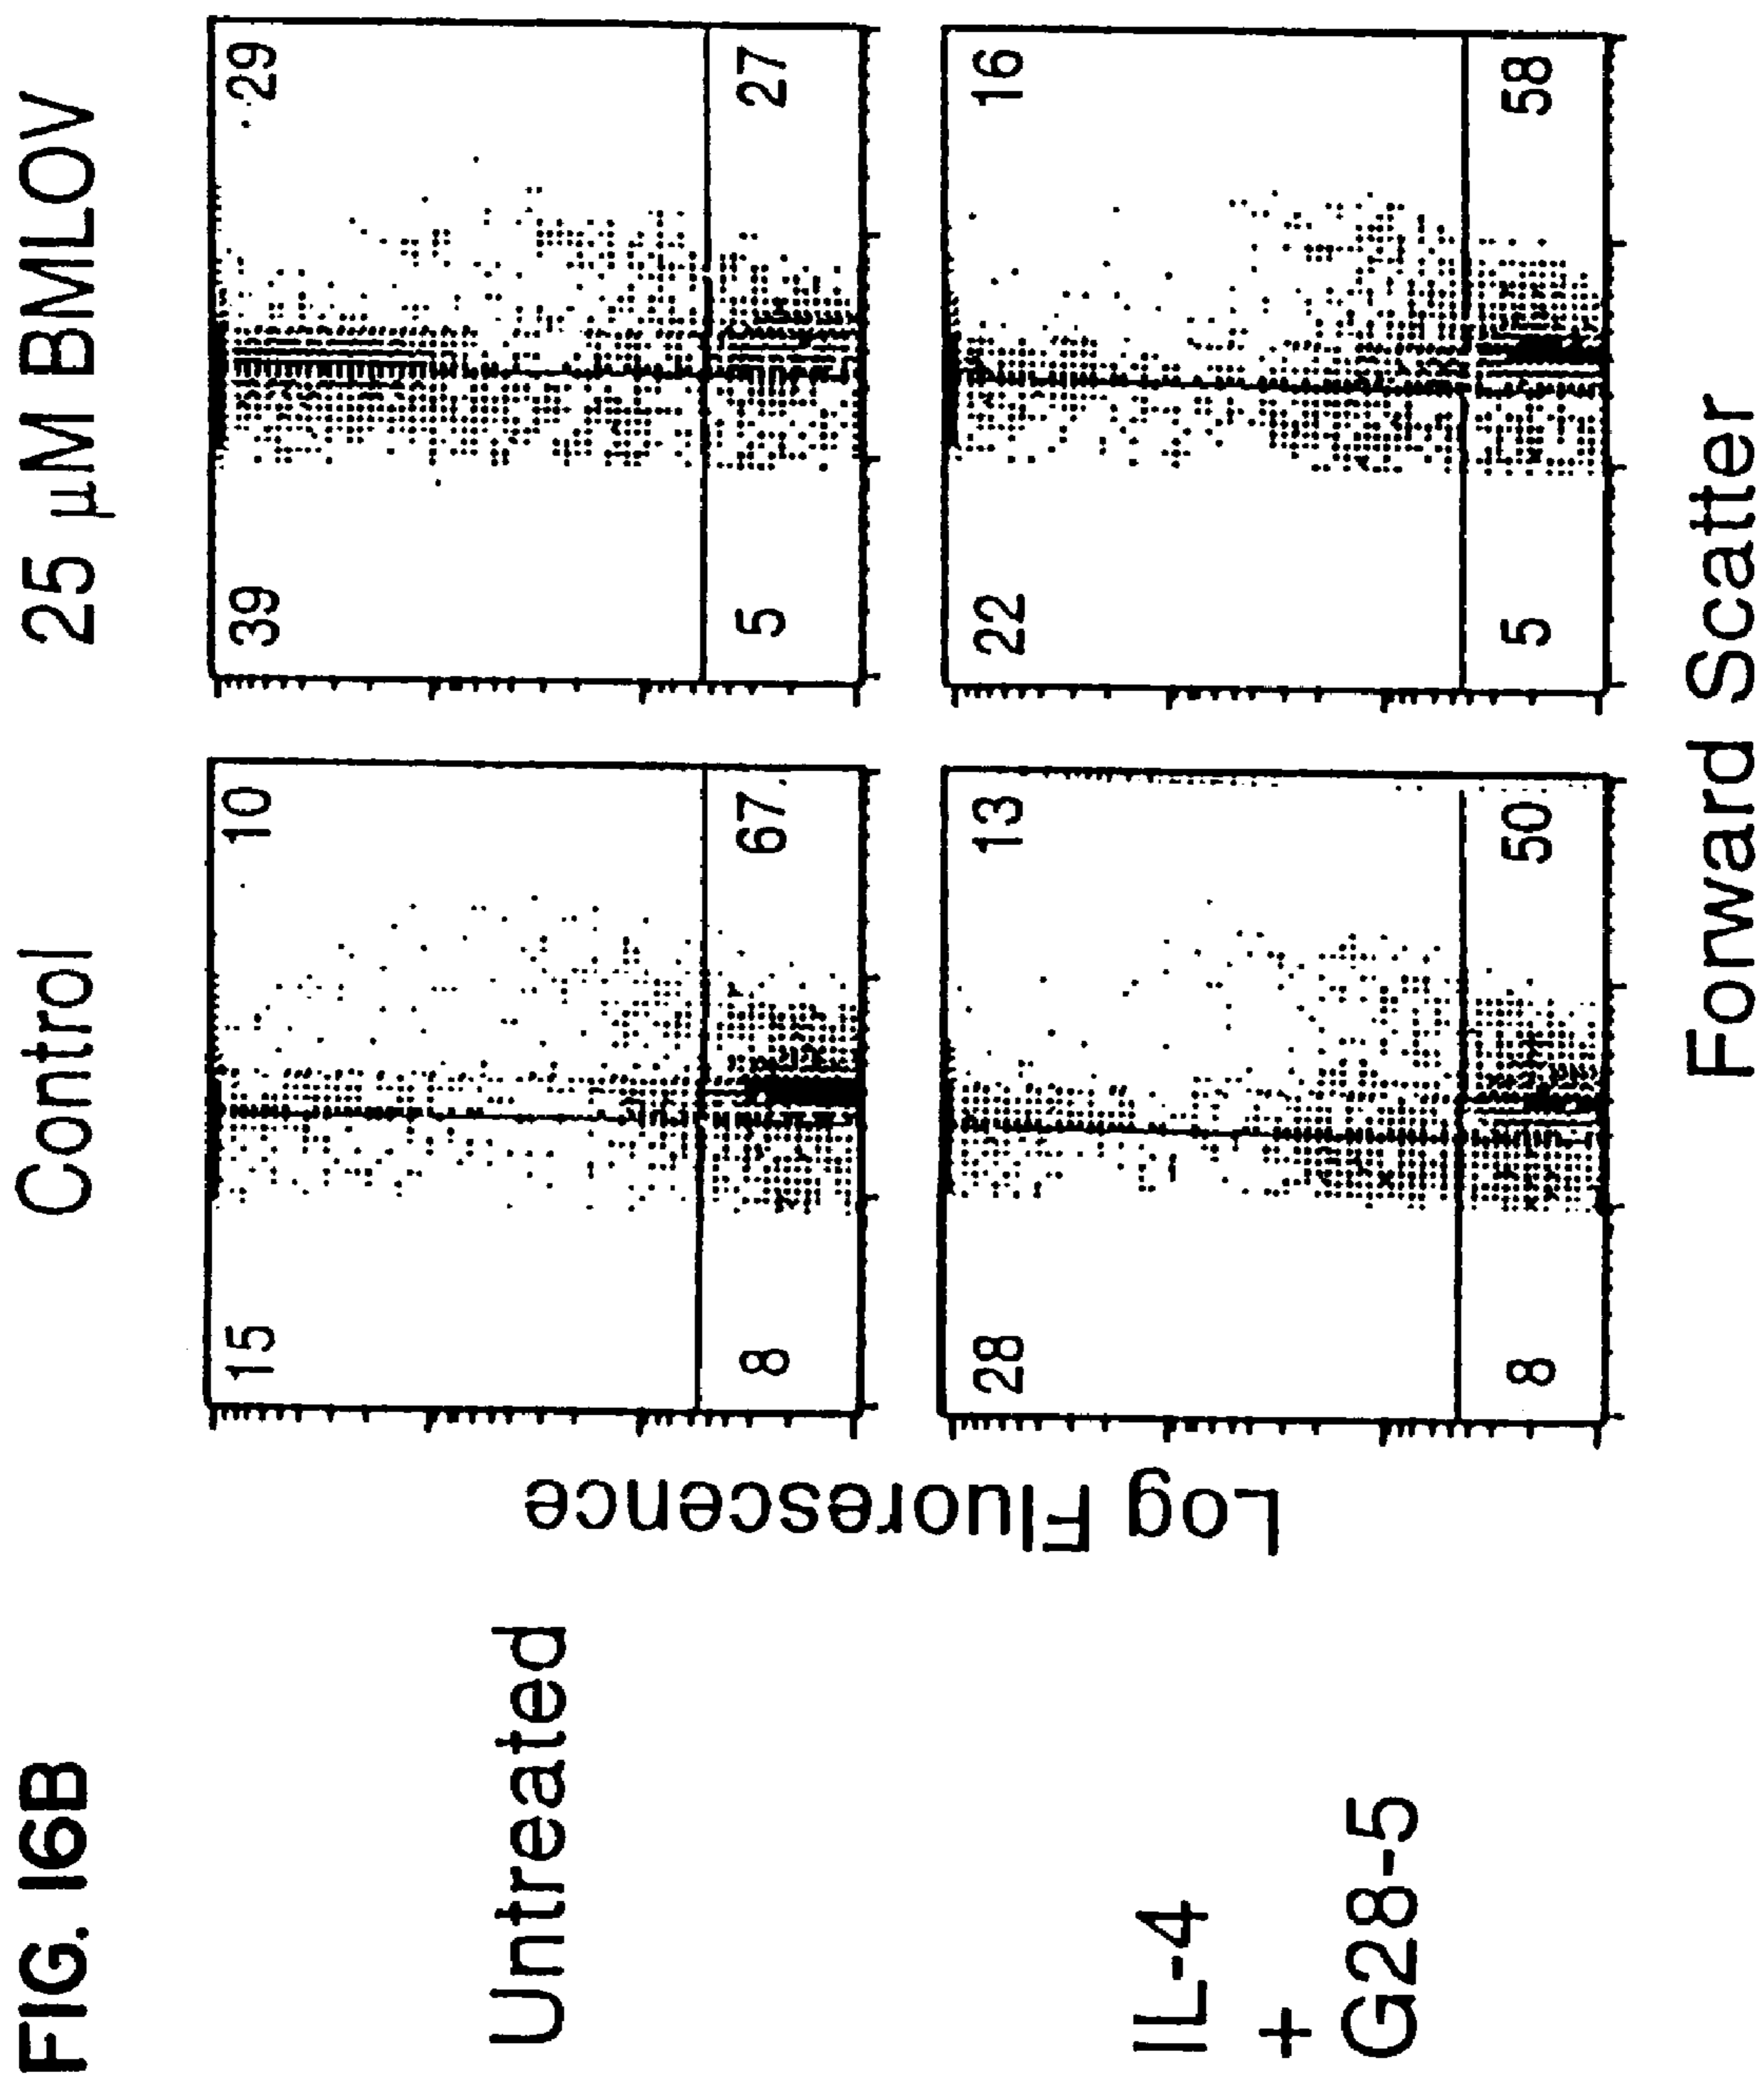 FIG. 16B
Control
25 µM BMLOV
Untreated
Log Fluorescence
15
10
39
29
8
67
5
27
IL-4
+
G28-5
28
13
22
16
8
50
5
58
Forward Scatter